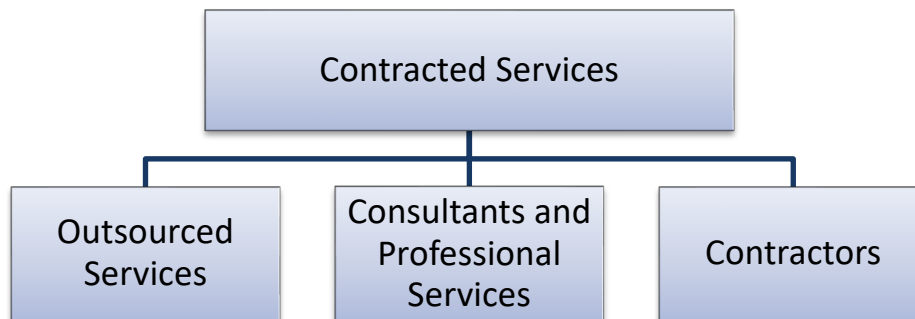 Contracted Services
Outsourced
Services
Consultants and
Professional
Services
Contractors